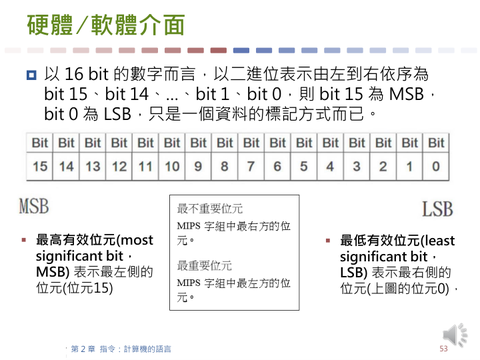 硬體／軟體介面
以 16 bit 的數字而言，以二進位表示由左到右依序為
bit 15、bit 14、…、bit 1、bit 0，則 bit 15 為 MSB，
bit 0 為 LSB，只是一個資料的標記方式而已。
Bit Bit Bit Bit Bit Bit Bit Bit Bit Bit Bit Bit Bit Bit Bit Bit
15 14 13 12 11 10 9 8 7 6 5 4 3 2 1 0
MSB
LSB
最高有效位元(most
significant bit，
MSB) 表示最左側的
位元(位元15)
最不重要位元
MIPS 字組中最右方的位
元。
最重要位元
MIPS 字組中最左方的位
元。
最低有效位元(least
significant bit，
LSB) 表示最右側的
位元(上圖的位元0)，
第 2 章 指令：計算機的語言
53